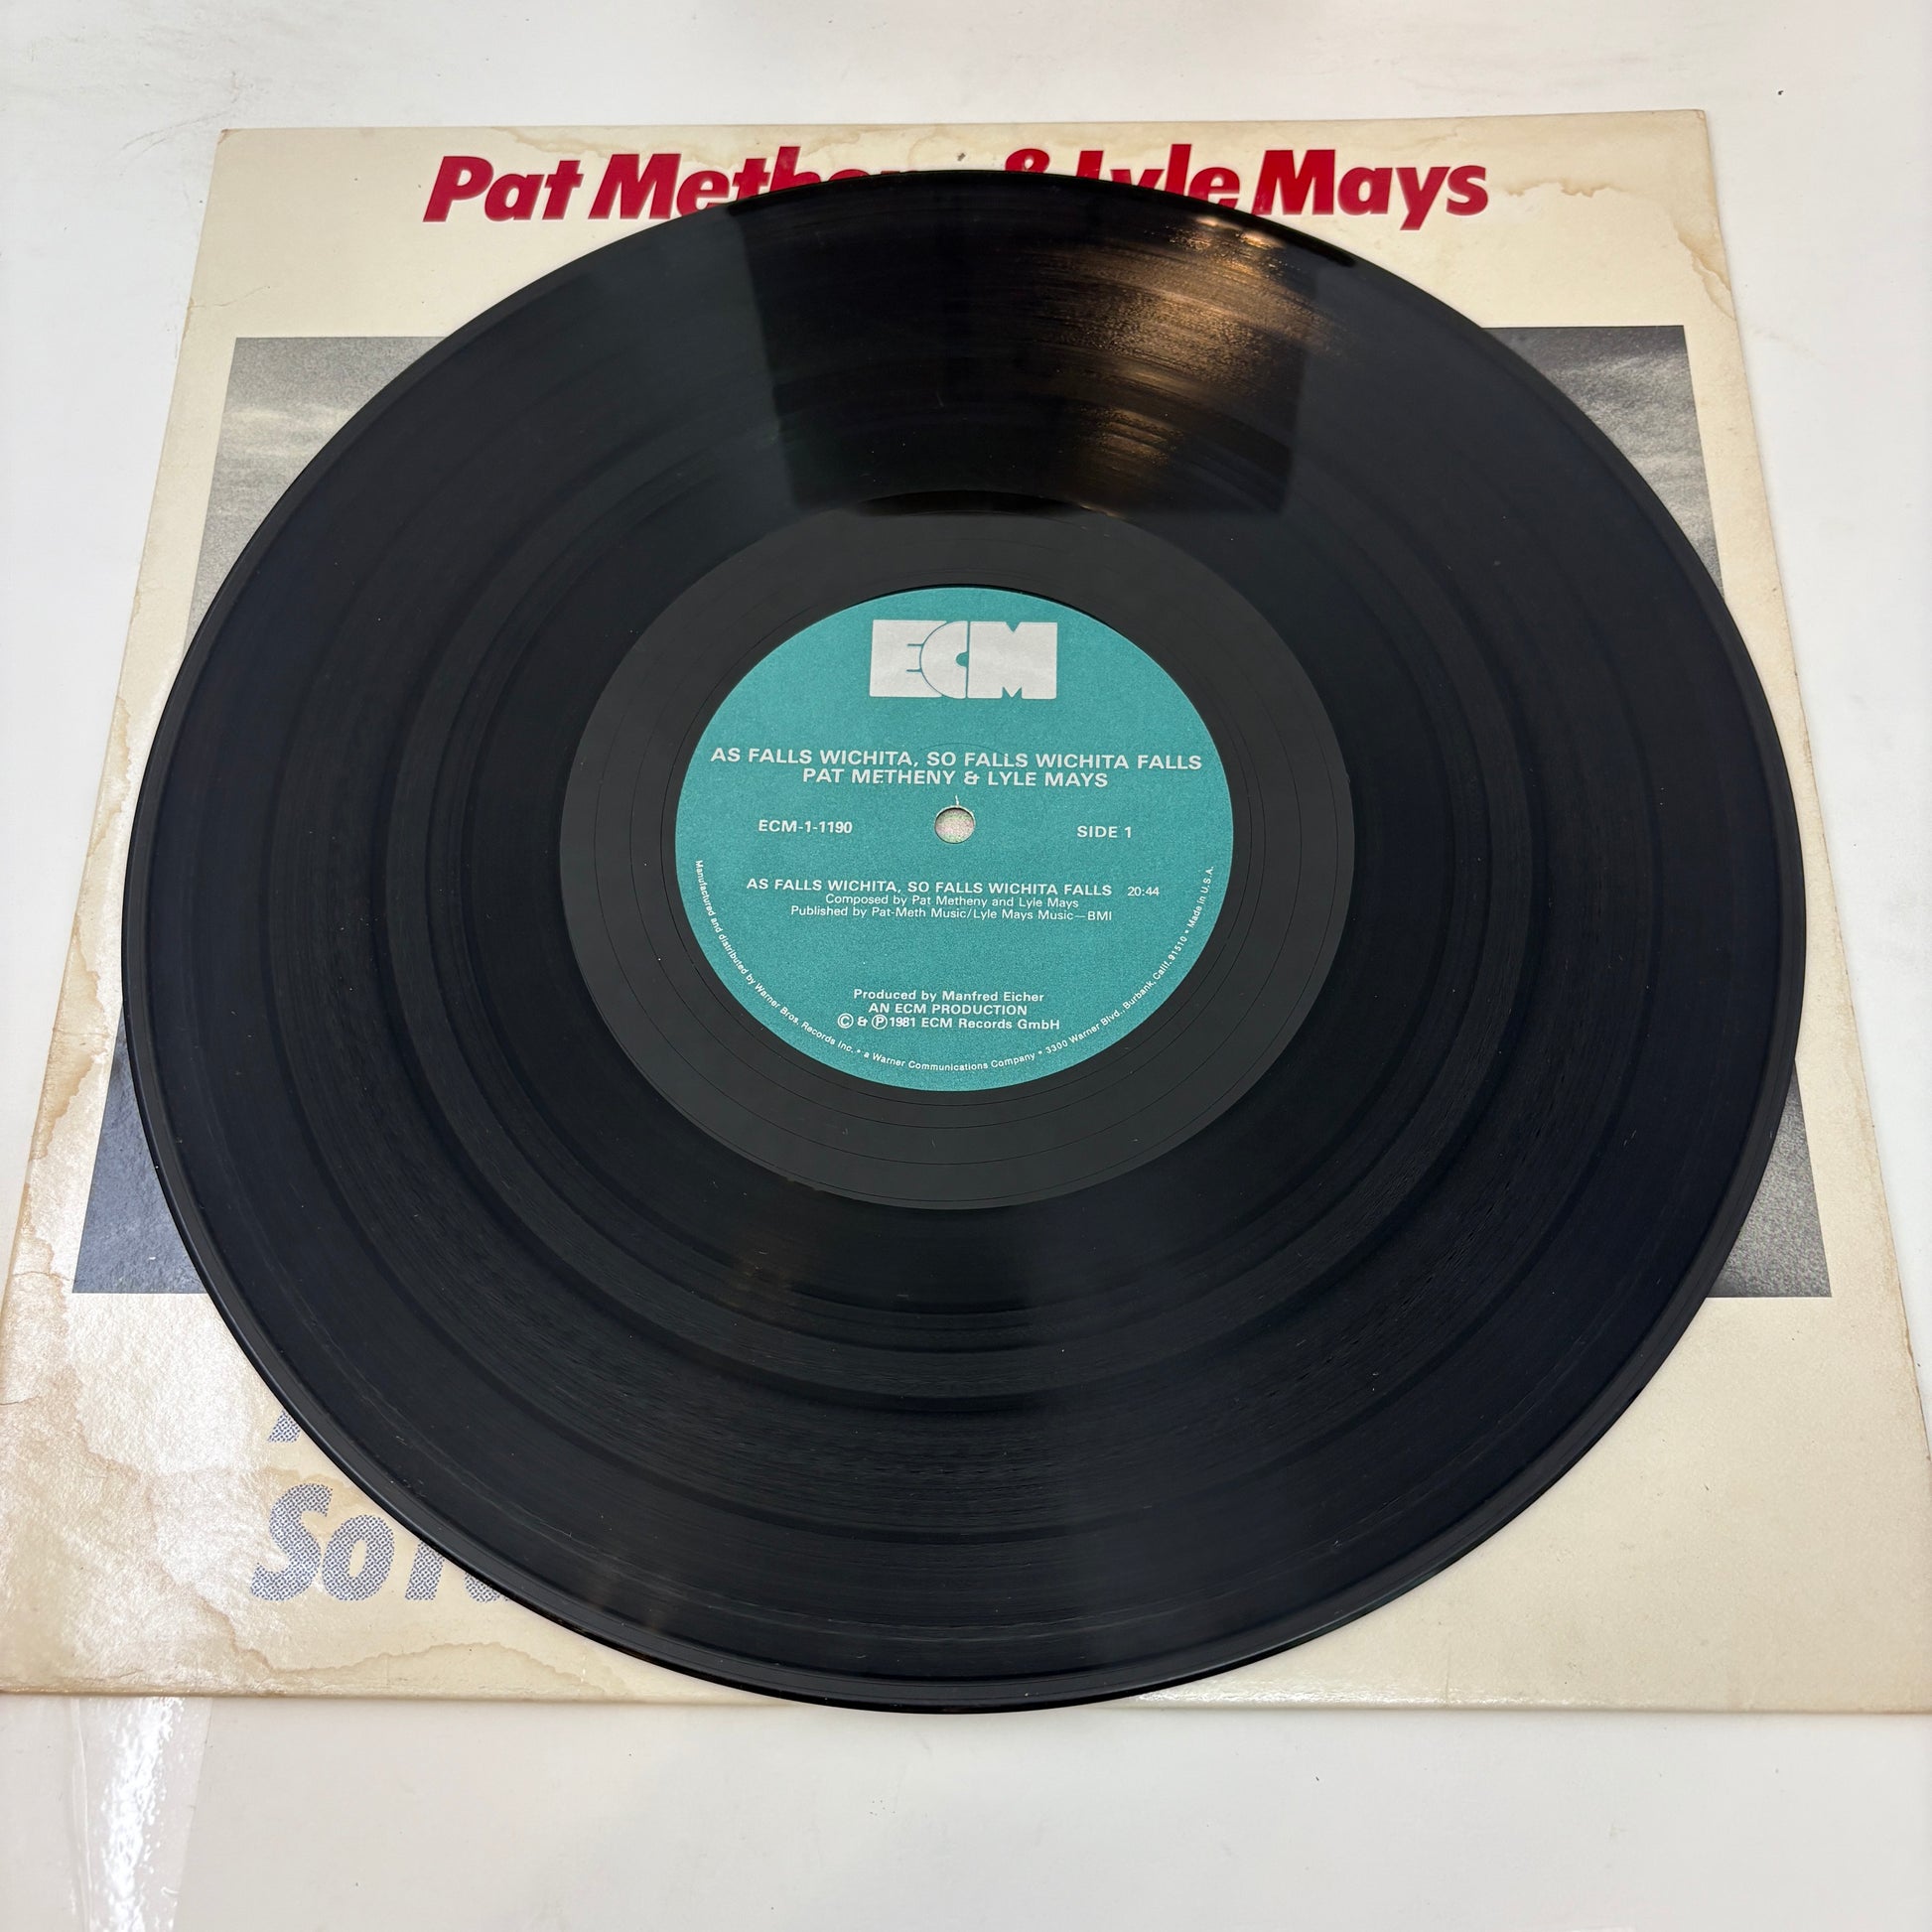 Pat Metheny & Lyle Mays
ECM
AS FALLS WICHITA, SO FALLS WICHITA FALLS
PAT METHENY & LYLE MAYS
ECM-1-1190
SIDE 1
AS FALLS WICHITA, SO FALLS WICHITA FALLS 20:44
Composed by Pat Metheny and Lyle Mays
Published by Pat-Meth Music/Lyle Mays Music—BMI
Produced by Manfred Eicher
AN ECM PRODUCTION
© & ℗ 1981 ECM Records GmbH
Manufactured and distributed by Warner Bros. Records Inc. • a Warner Communications Company • 3300 Warner Blvd., Burbank, Calif. 91510 • Made in U.S.A.
So